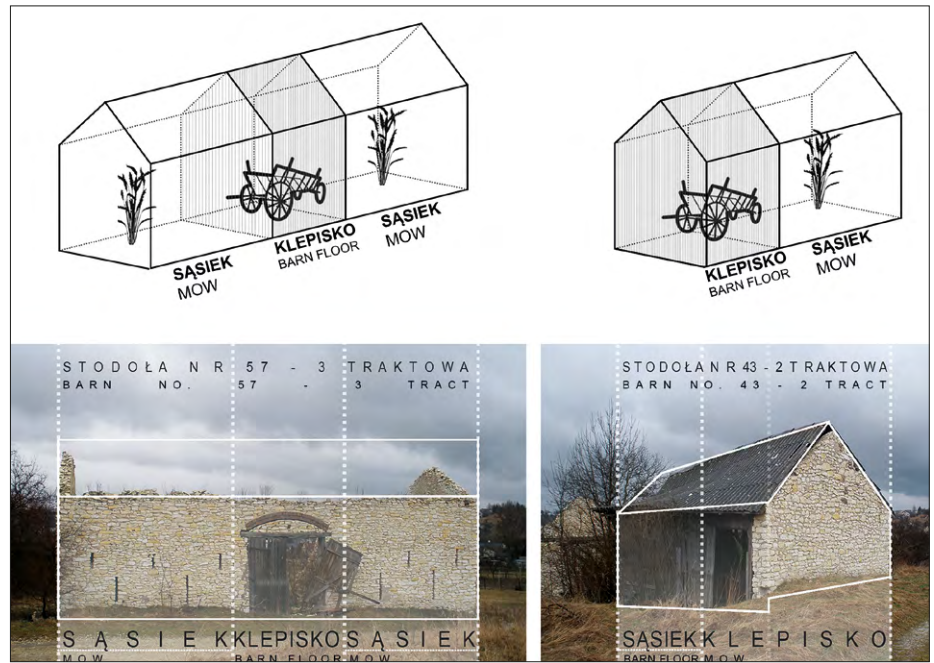 SĄSIEK
MOW
KLEPISKO
BARN FLOOR
SĄSIEK
MOW
KLEPISKO
BARN FLOOR
SĄSIEK
MOW
STODOŁA NR 57 - 3 TRAKTOWA
BARN NO. 57 - 3 TRACT
SĄSIEK KLEPISKO SĄSIEK
MOW BARN FLOOR MOW
STODOŁA NR 43 - 2 TRAKTOWA
BARN NO. 43 - 2 TRACT
SĄSIEK KLEPISKO
BARN FLOOR MOW